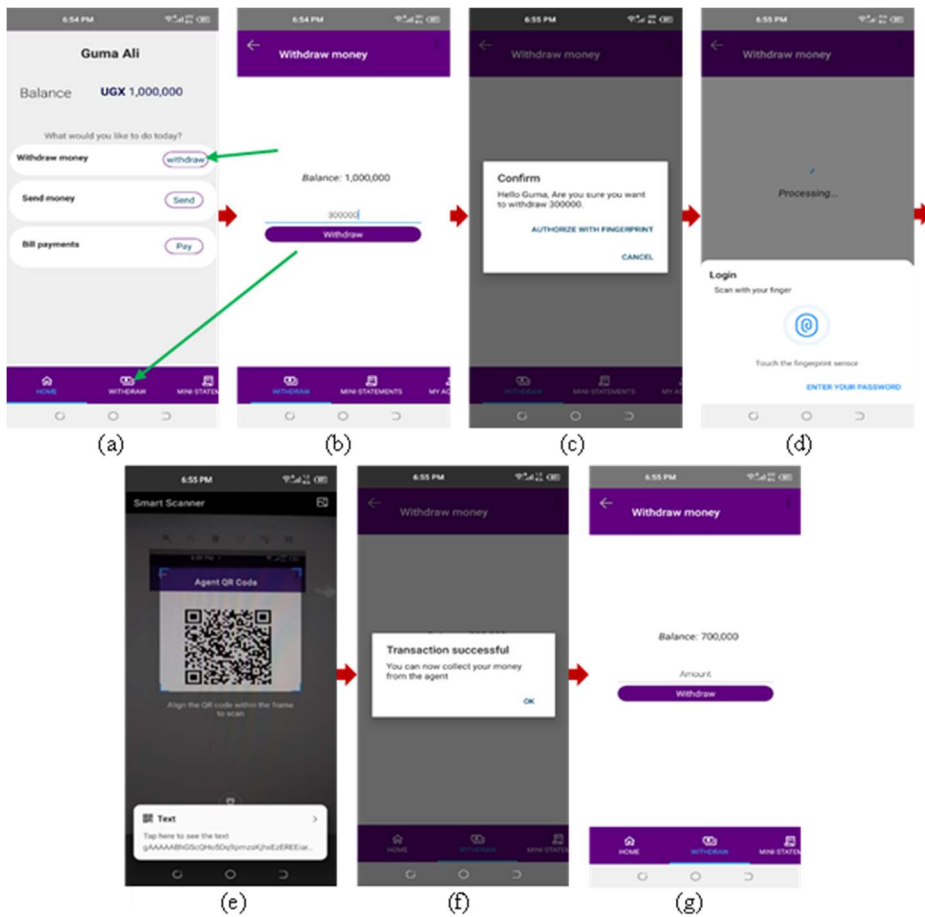 6:54 PM
Guma Ali
Balance UGX 1,000,000
What would you like to do today?
Withdraw money withdraw
Send money Send
Bill payments Pay
HOME WITHDRAW MINI STATEM
(a)
6:54 PM
Withdraw money
Balance: 1,000,000
300000
Withdraw
WITHDRAW MINI STATEMENTS MY AC
(b)
6:55 PM
Withdraw money
Confirm
Hello Guma, Are you sure you want
to withdraw 300000.
AUTHORIZE WITH FINGERPRINT
CANCEL
WITHDRAW MINI STATEMENTS MY AC
(c)
6:55 PM
Withdraw money
Processing...
Login
Scan with your finger
Touch the fingerprint sensor
ENTER YOUR PASSWORD
(d)
6:55 PM
Smart Scanner
Agent QR Code
Align the QR code within the frame
to scan
Text
Tap here to see the text
(e)
6:55 PM
Withdraw money
Transaction successful
You can now collect your money
from the agent
OK
HOME WITHDRAW MINI STATEM
(f)
6:55 PM
Withdraw money
Balance: 700,000
Amount
Withdraw
HOME WITHDRAW MINI STATEM
(g)